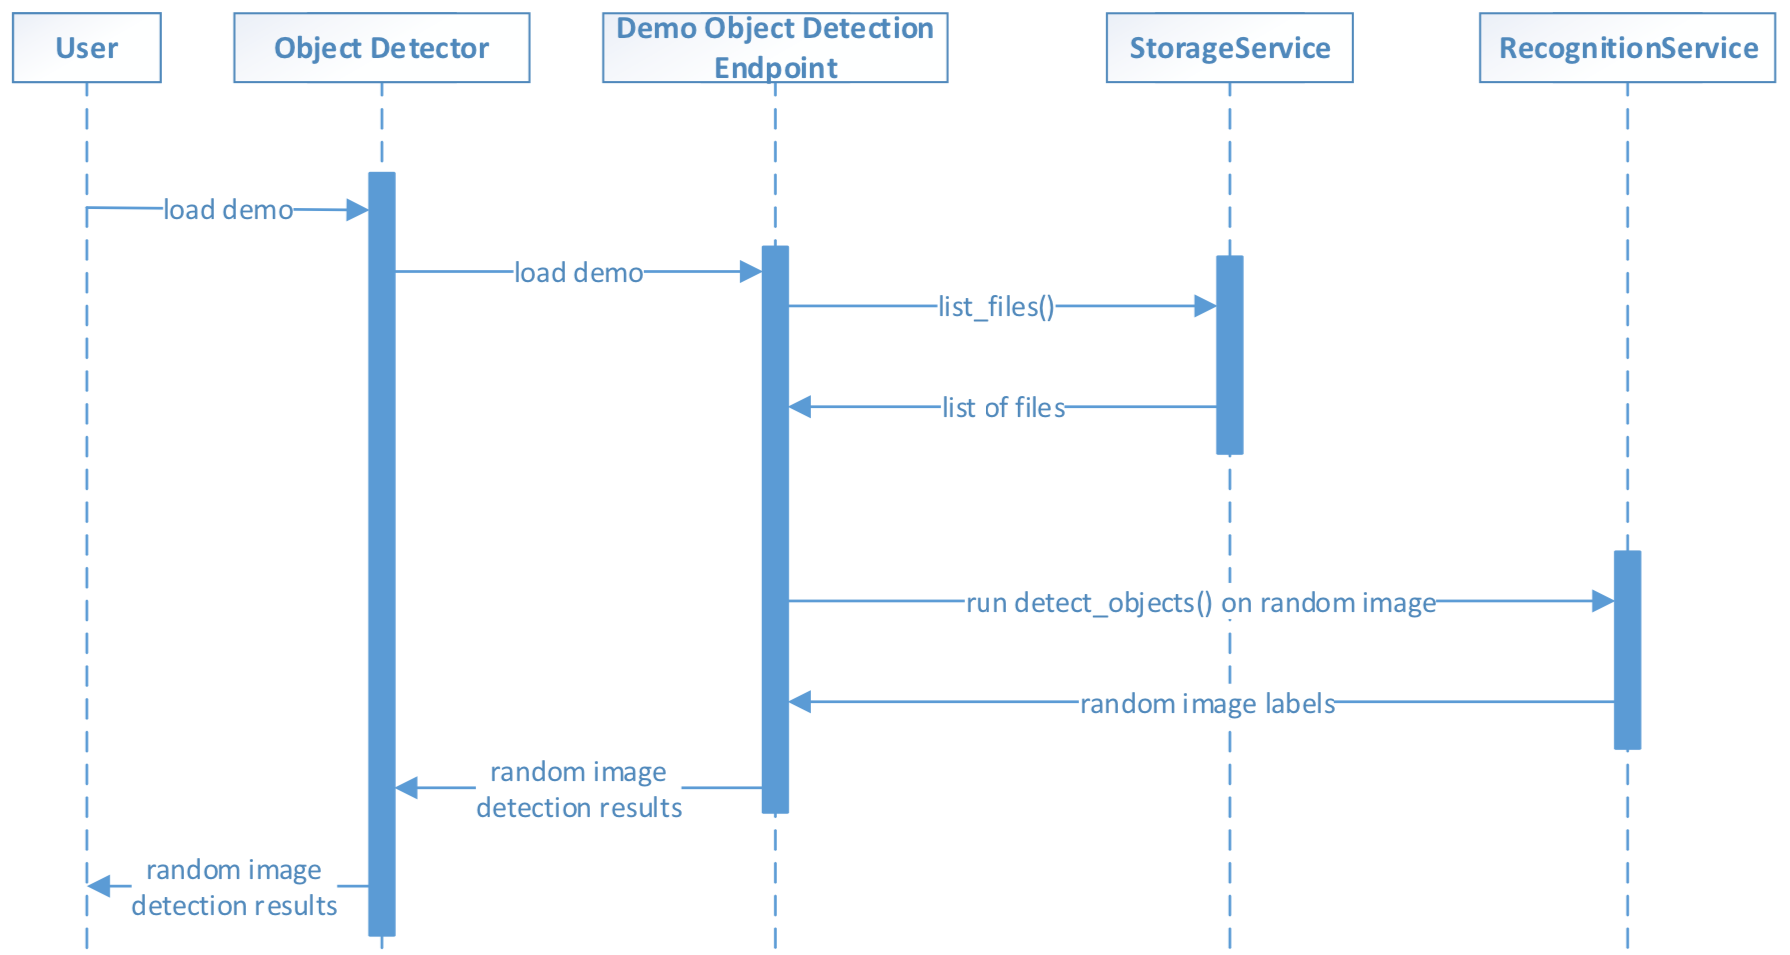 User
Object Detector
Demo Object Detection
Endpoint
StorageService
RecognitionService
load demo
load demo
list_files()
list of files
run detect_objects() on random image
random image labels
random image
detection results
random image
detection results